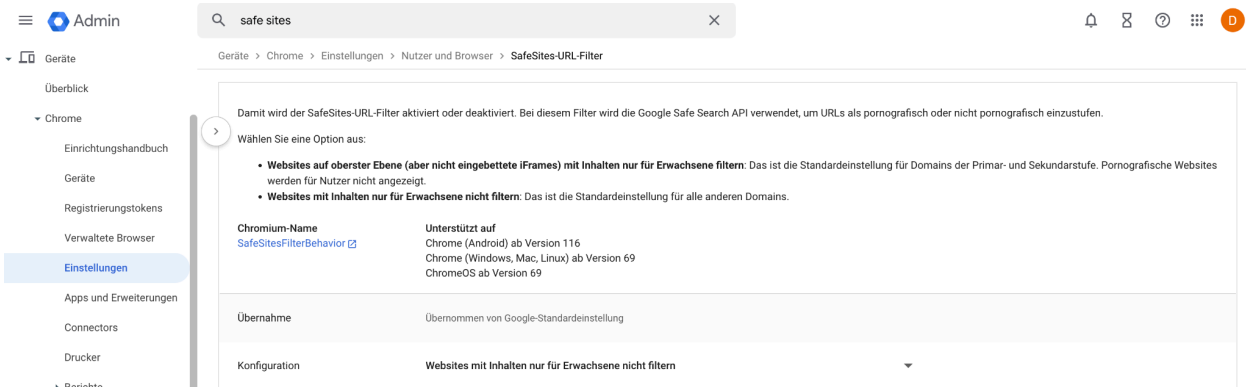 Admin
safe sites
D
Geräte
Überblick
Chrome
Einrichtungshandbuch
Geräte
Registrierungstokens
Verwaltete Browser
Einstellungen
Apps und Erweiterungen
Connectors
Drucker
Berichte
Geräte > Chrome > Einstellungen > Nutzer und Browser > SafeSites-URL-Filter
Damit wird der SafeSites-URL-Filter aktiviert oder deaktiviert. Bei diesem Filter wird die Google Safe Search API verwendet, um URLs als pornografisch oder nicht pornografisch einzustufen.
Wählen Sie eine Option aus:
• Websites auf oberster Ebene (aber nicht eingebettete iFrames) mit Inhalten nur für Erwachsene filtern: Das ist die Standardeinstellung für Domains der Primar- und Sekundarstufe. Pornografische Websites
werden für Nutzer nicht angezeigt.
• Websites mit Inhalten nur für Erwachsene nicht filtern: Das ist die Standardeinstellung für alle anderen Domains.
Chromium-Name
SafeSitesFilterBehavior
Unterstützt auf
Chrome (Android) ab Version 116
Chrome (Windows, Mac, Linux) ab Version 69
ChromeOS ab Version 69
Übernahme
Übernommen von Google-Standardeinstellung
Konfiguration
Websites mit Inhalten nur für Erwachsene nicht filtern